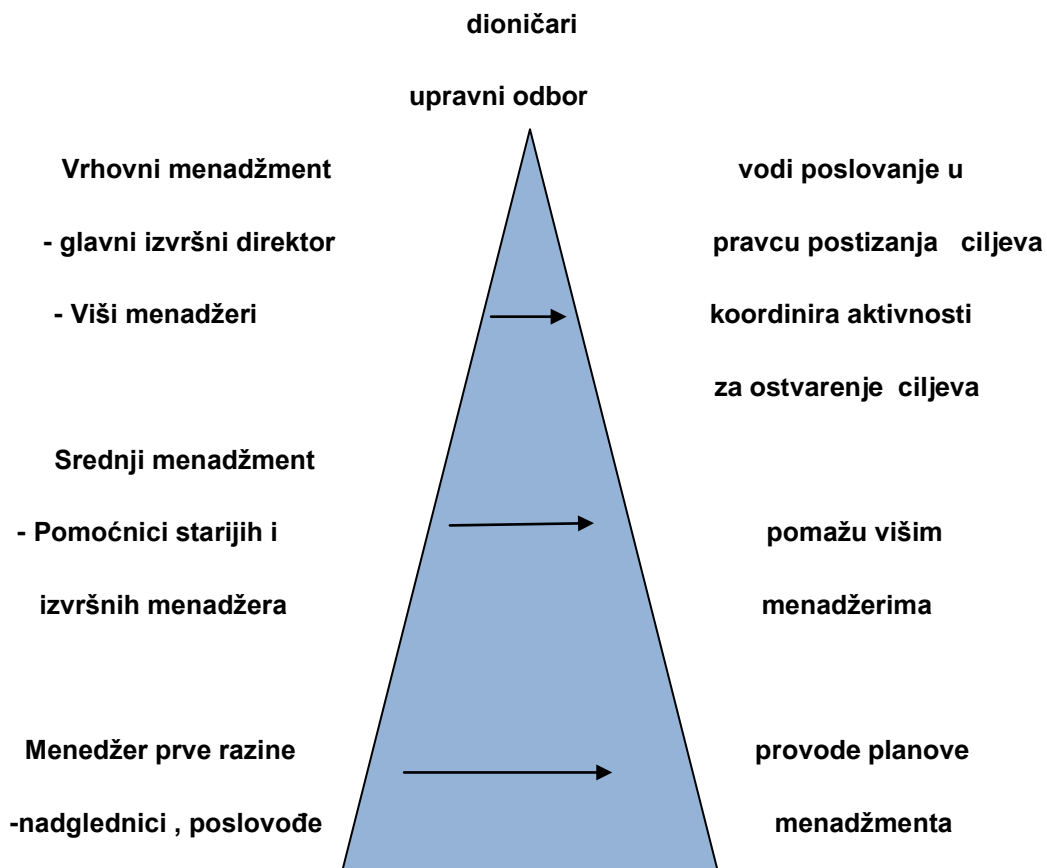 dioničari
upravni odbor
Vrhovni menadžment
- glavni izvršni direktor
- Viši menadžeri
vodi poslovanje u
pravcu postizanja ciljeva
koordinira aktivnosti
za ostvarenje ciljeva
Srednji menadžment
- Pomoćnici starijih i
izvršnih menadžera
pomažu višim
menadžerima
Menedžer prve razine
-nadglednici , poslovođe
provode planove
menadžmenta